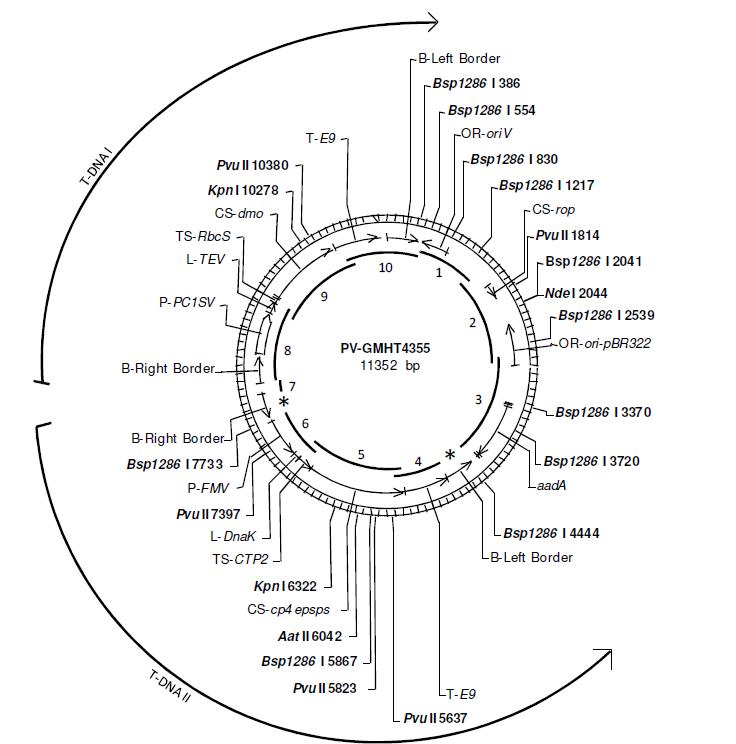 B-Left Border
Bsp1286 I 386
Bsp1286 I 554
T-E9
OR-oriV
Pvu II 10380
Bsp1286 I 830
Kpn I 10278
Bsp1286 I 1217
CS-dmo
CS-rop
TS-RbcS
Pvu II 1814
L-TEV
Bsp1286 I 2041
Nde I 2044
P-PC1SV
Bsp1286 I 2539
OR-ori-pBR322
B-Right Border
T-DNA I
10
1
9
2
PV-GMHT4355
11352 bp
8
7
*
3
6
5
4
*
Bsp1286 I 3370
B-Right Border
Bsp1286 I 7733
Bsp1286 I 3720
P-FMV
aadA
Pvu II 7397
Bsp1286 I 4444
L-DnaK
B-Left Border
TS-CTP2
Kpn I 6322
CS-cp4 epsps
Aat II 6042
Bsp1286 I 5867
T-DNA II
Pvu II 5823
T-E9
Pvu II 5637